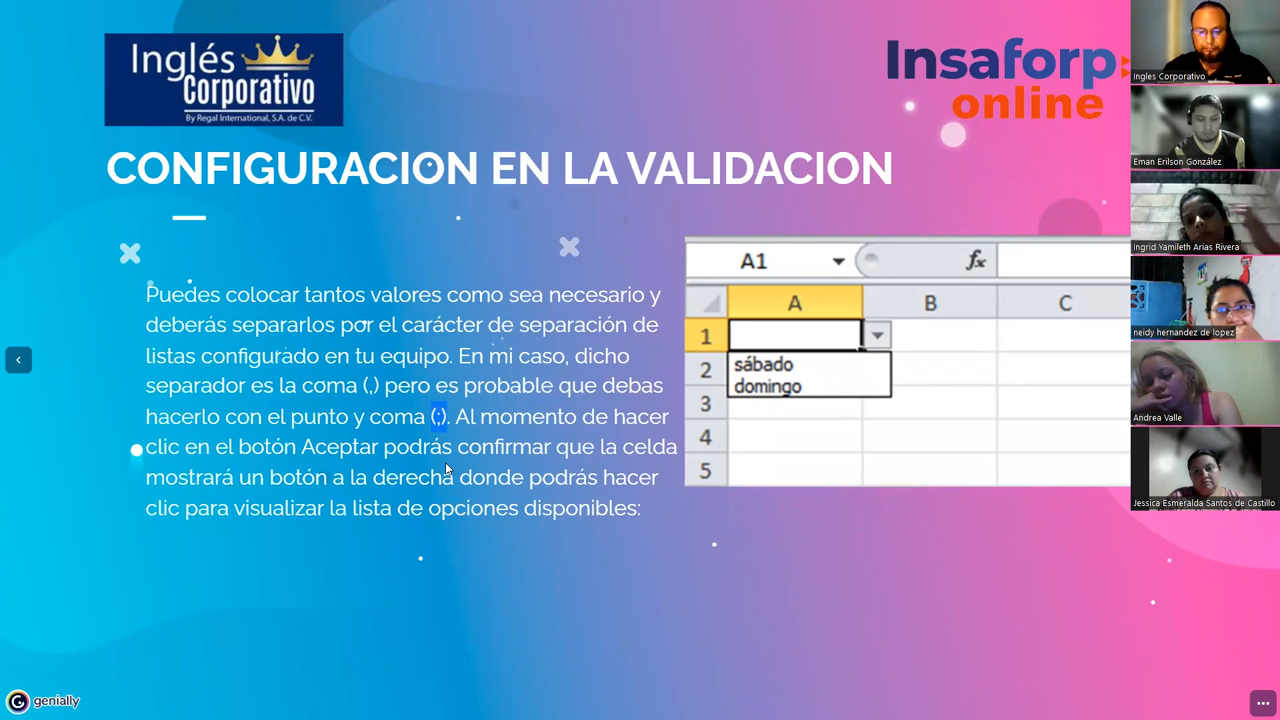 Inglés
Corporativo
By Regal International, S.A. de C.V.
Insaforp
online
CONFIGURACION EN LA VALIDACION
Puedes colocar tantos valores como sea necesario y
deberás separarlos por el carácter de separación de
listas configurado en tu equipo. En mi caso, dicho
separador es la coma (,) pero es probable que debas
hacerlo con el punto y coma (;). Al momento de hacer
clic en el botón Aceptar podrás confirmar que la celda
mostrará un botón a la derecha donde podrás hacer
clic para visualizar la lista de opciones disponibles:
A1 fx
A B C
1
2 sábado
domingo
3
4
5
Ingles Corporativo
Eman Erilson González
Ingrid Yamileth Arias Rivera
neidy hernandez de lopez
Andrea Valle
Jessica Esmeralda Santos de Castillo
genially